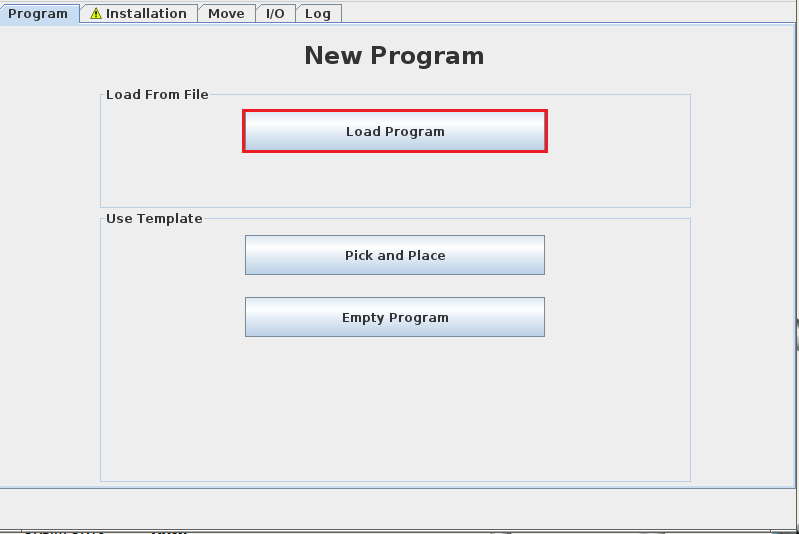 Program Installation Move I/O Log
New Program
Load From File
Load Program
Use Template
Pick and Place
Empty Program